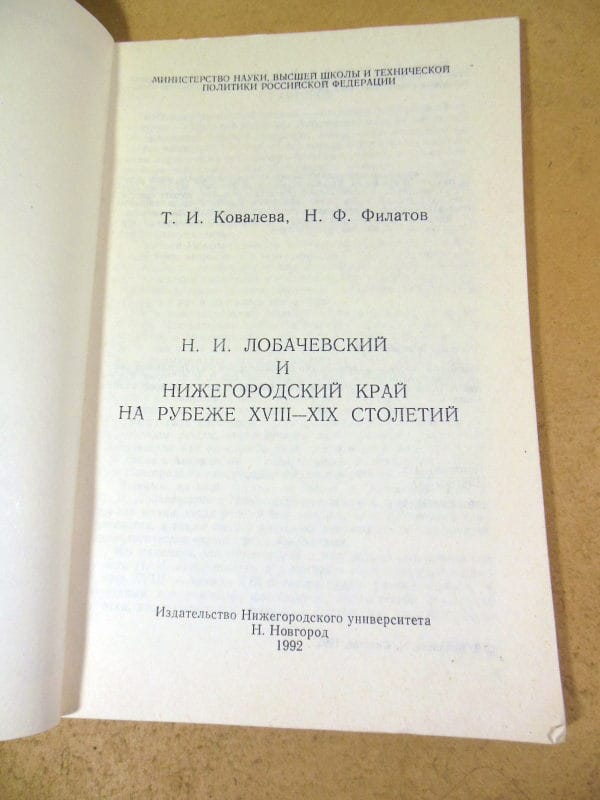 МИНИСТЕРСТВО НАУКИ, ВЫСШЕЙ ШКОЛЫ И ТЕХНИЧЕСКОЙ
ПОЛИТИКИ РОССИЙСКОЙ ФЕДЕРАЦИИ
Т. И. Ковалева, Н. Ф. Филатов
Н. И. ЛОБАЧЕВСКИЙ
И
НИЖЕГОРОДСКИЙ КРАЙ
НА РУБЕЖЕ XVIII—XIX СТОЛЕТИЙ
Издательство Нижегородского университета
Н. Новгород
1992